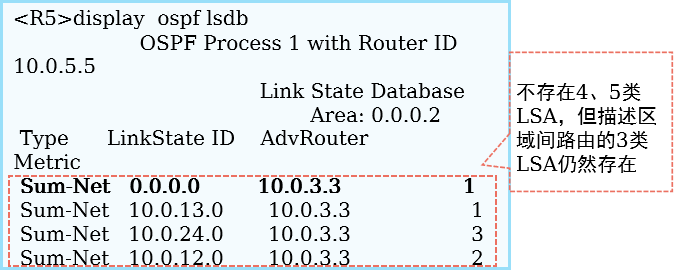 <R5>display  ospf lsdb
OSPF Process 1 with Router ID
10.0.5.5
Link State Database
Area: 0.0.0.2
Type LinkState ID AdvRouter
Metric
Sum-Net 0.0.0.0 10.0.3.3 1
Sum-Net 10.0.13.0 10.0.3.3 1
Sum-Net 10.0.24.0 10.0.3.3 3
Sum-Net 10.0.12.0 10.0.3.3 2
不存在4、5类
LSA，但描述区
域间路由的3类
LSA仍然存在